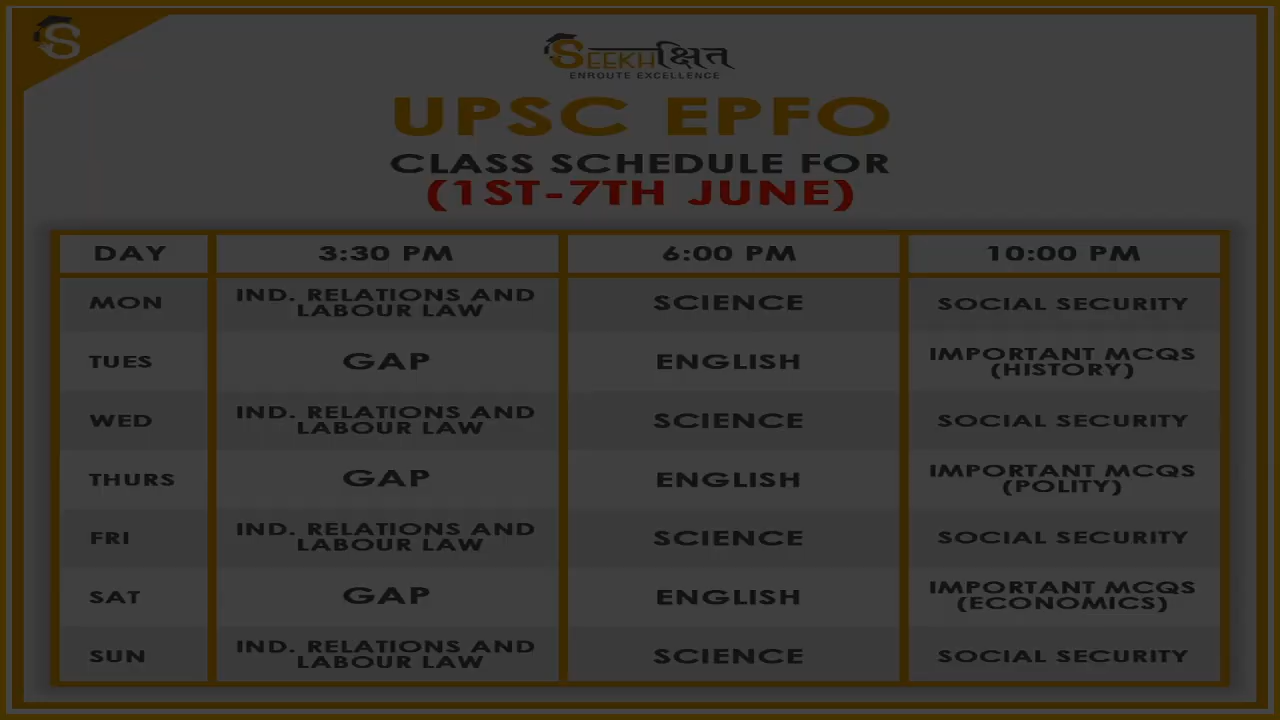 S
SEEKHक्षित
ENROUTE EXCELLENCE
UPSC EPFO
CLASS SCHEDULE FOR
(1ST-7TH JUNE)
DAY 3:30 PM 6:00 PM 10:00 PM
MON IND. RELATIONS AND LABOUR LAW SCIENCE SOCIAL SECURITY
TUES GAP ENGLISH IMPORTANT MCQS (HISTORY)
WED IND. RELATIONS AND LABOUR LAW SCIENCE SOCIAL SECURITY
THURS GAP ENGLISH IMPORTANT MCQS (POLITY)
FRI IND. RELATIONS AND LABOUR LAW SCIENCE SOCIAL SECURITY
SAT GAP ENGLISH IMPORTANT MCQS (ECONOMICS)
SUN IND. RELATIONS AND LABOUR LAW SCIENCE SOCIAL SECURITY